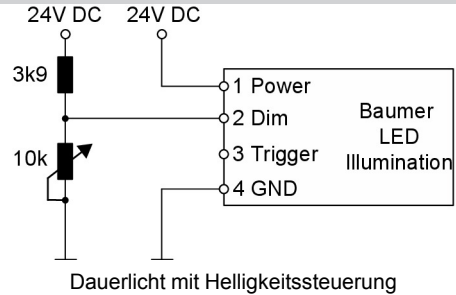 24V DC 24V DC
3k9
1 Power
2 Dim
Baumer
LED
Illumination
10k
3 Trigger
4 GND
Dauerlicht mit Helligkeitssteuerung